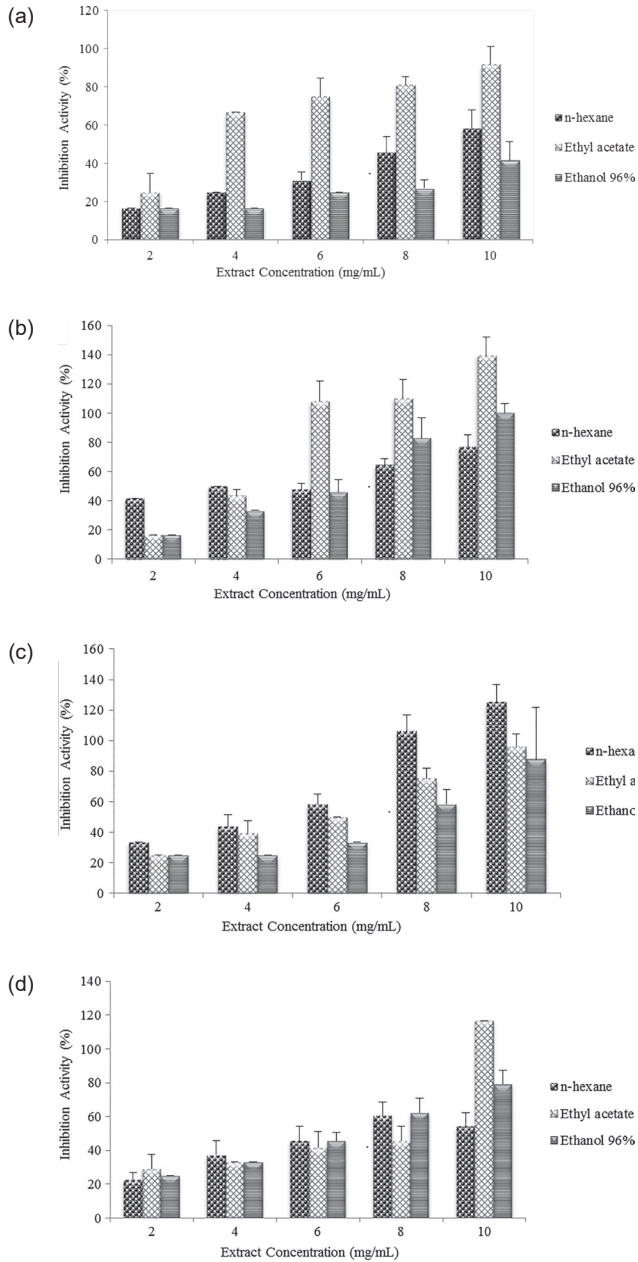 (a)
120
100
80
60
40
20
0
Inhibition Activity (%)
2 4 6 8 10
Extract Concentration (mg/mL)
n-hexane
Ethyl acetate
Ethanol 96%
(b)
160
140
120
100
80
60
40
20
0
Inhibition Activity (%)
2 4 6 8 10
Extract Concentration (mg/mL)
n-hexane
Ethyl acetate
Ethanol 96%
(c)
160
140
120
100
80
60
40
20
0
Inhibition Activity (%)
2 4 6 8 10
Extract Concentration (mg/mL)
n-hexa
Ethyl a
Ethano
(d)
140
120
100
80
60
40
20
0
Inhibition Activity (%)
2 4 6 8 10
Extract Concentration (mg/mL)
n-hexane
Ethyl acetate
Ethanol 96%